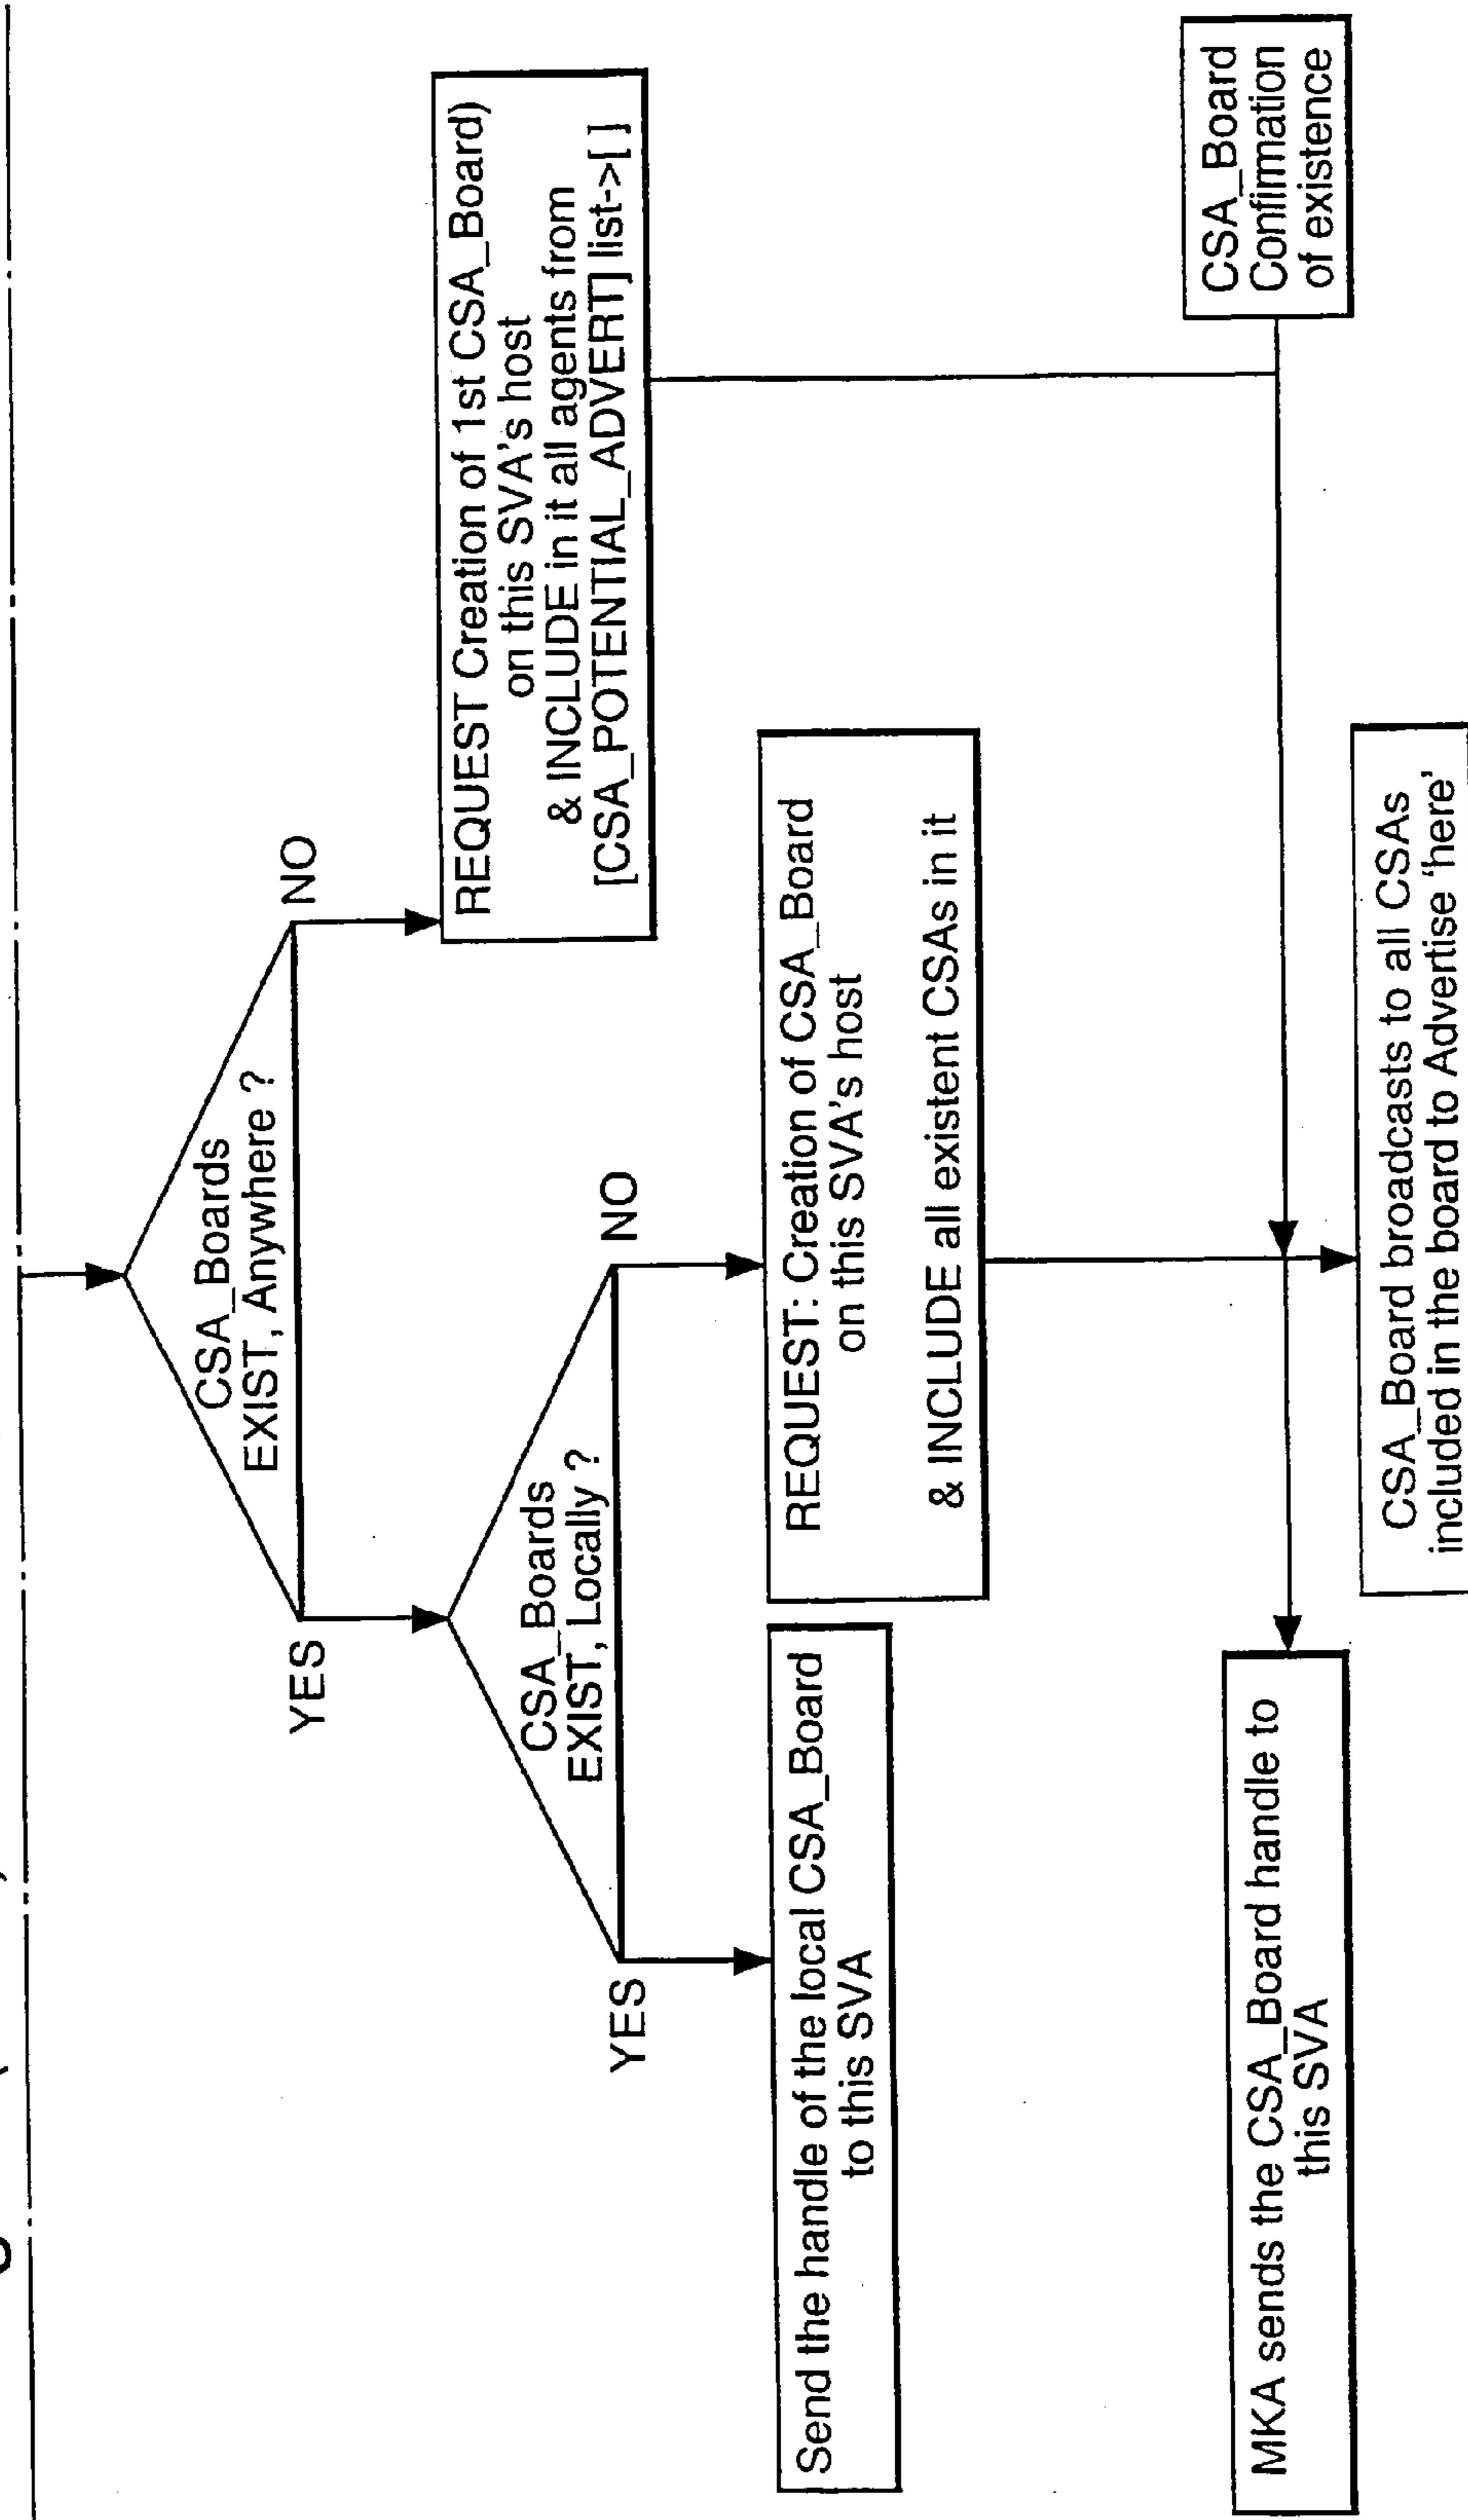 CSA_Boards
EXIST, Anywhere ?
YES
NO
REQUEST Creation of 1st CSA_Board)
on this SVA's host
& INCLUDE in it all agents from
[CSA_POTENTIAL_ADVERT] list->[ ]
CSA_Boards
EXIST, Locally ?
YES
NO
Send the handle of the local CSA_Board
to this SVA
REQUEST: Creation of CSA_Board
on this SVA's host
& INCLUDE all existent CSAs in it
CSA_Board
Confirmation
of existence
MKA sends the CSA_Board handle to
this SVA
CSA_Board broadcasts to all CSAs
included in the board to Advertise 'here'